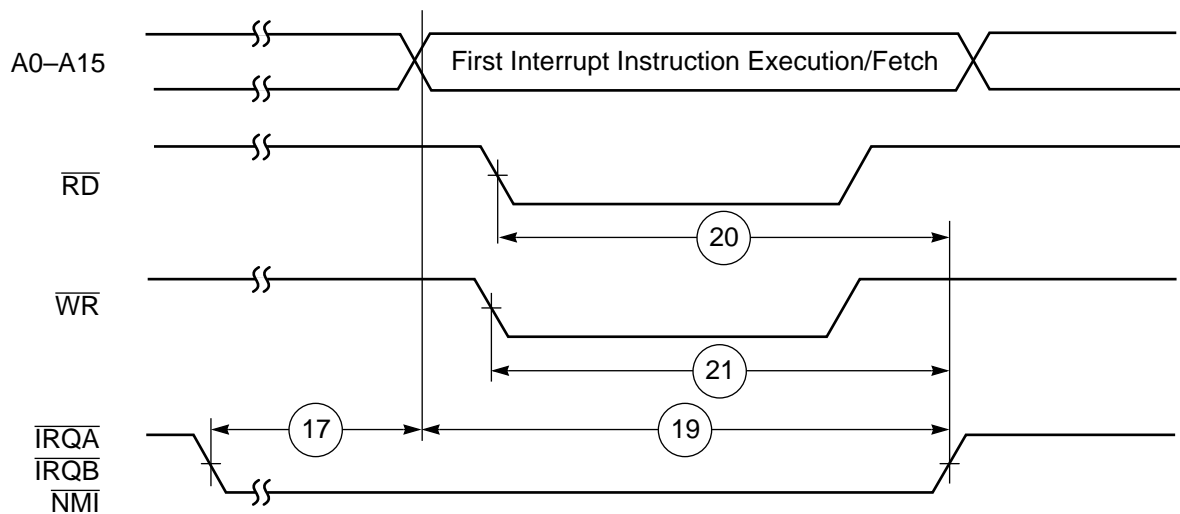 A0–A15
First Interrupt Instruction Execution/Fetch
RD
20
WR
21
IRQA
IRQB
NMI
17
19